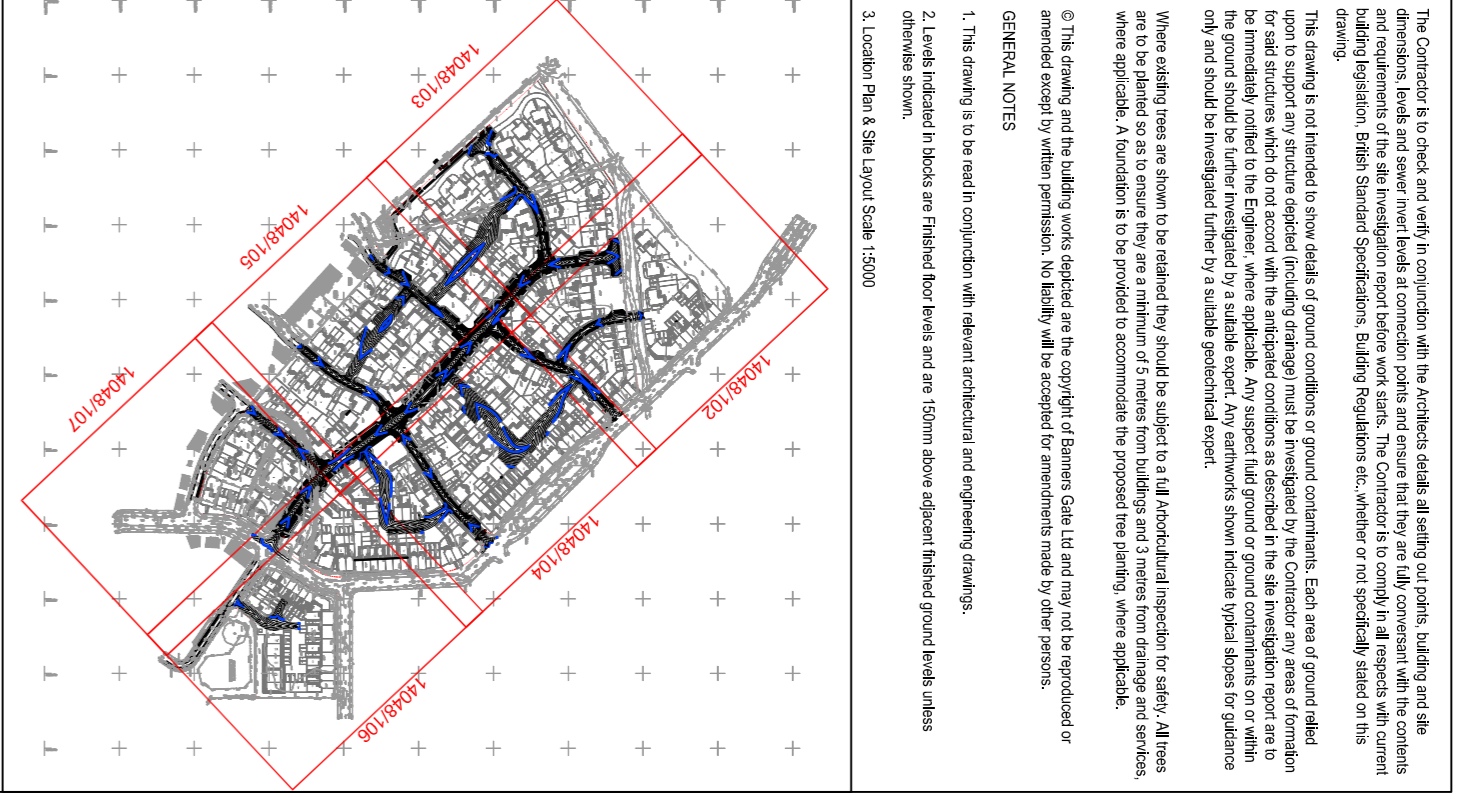 The Contractor is to check and verify in conjunction with the Architects details all setting out points, building and site
dimensions, levels and sewer invert levels at connection points and ensure that they are fully conversant with the contents
and requirements of the site investigation report before work starts. The Contractor is to comply in all respects with current
building legislation, British Standard Specifications, Building Regulations etc., whether or not specifically stated on this
drawing.
This drawing is not intended to show details of ground conditions or ground contaminants. Each area of ground relied
upon to support any structure depicted (including drainage) must be investigated by the Contractor any areas of formation
for said structures which do not accord with the anticipated conditions as described in the site investigation report are to
be immediately notified to the Engineer, where applicable. Any suspect fluid ground or ground contaminants on or within
the ground should be further investigated by a suitable expert. Any earthworks shown indicate typical slopes for guidance
only and should be investigated further by a suitable geotechnical expert.
Where existing trees are shown to be retained they should be subject to a full Arboricultural inspection for safety. All trees
are to be planted so as to ensure they are a minimum of 5 metres from buildings and 3 metres from drainage and services,
where applicable. A foundation is to be provided to accommodate the proposed tree planting, where applicable.
© This drawing and the building works depicted are the copyright of Banners Gate Ltd and may not be reproduced or
amended except by written permission. No liability will be accepted for amendments made by other persons.
GENERAL NOTES
1. This drawing is to be read in conjunction with relevant architectural and engineering drawings.
2. Levels indicated in blocks are Finished floor levels and are 150mm above adjacent finished ground levels unless
otherwise shown.
3. Location Plan & Site Layout Scale 1:5000
14048/103
14048/105
14048/107
14048/102
14048/104
14048/106